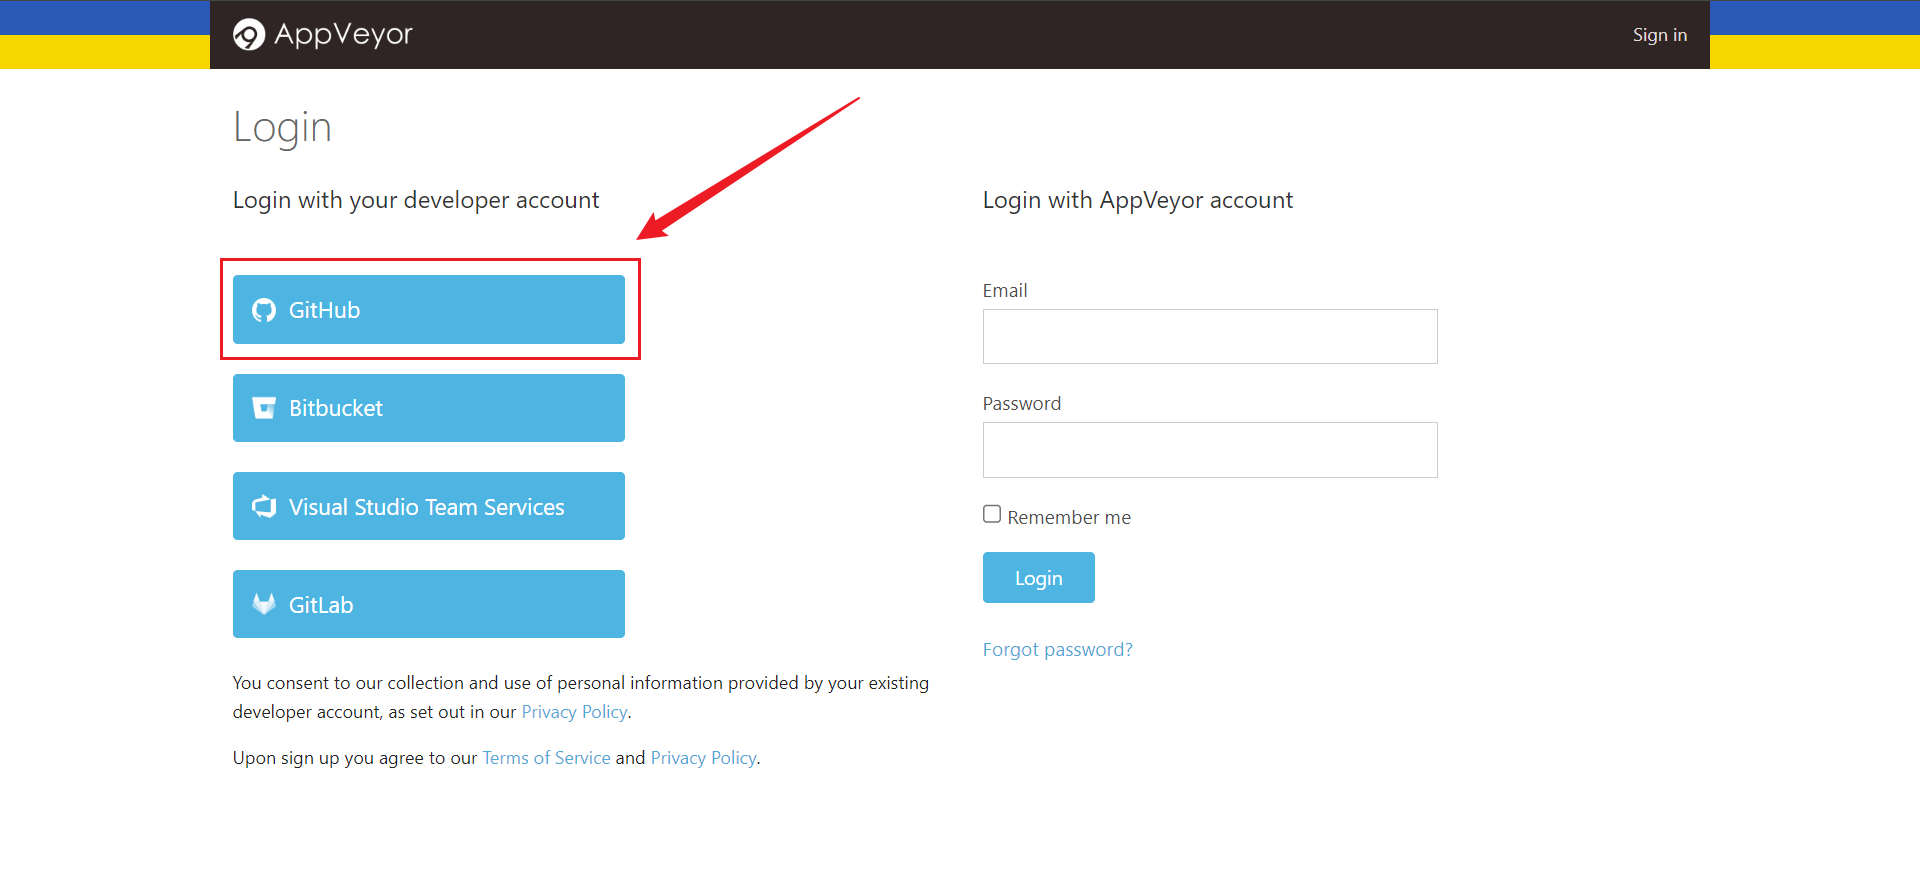 AppVeyor
Sign in
Login
Login with your developer account
GitHub
Bitbucket
Visual Studio Team Services
GitLab
You consent to our collection and use of personal information provided by your existing
developer account, as set out in our Privacy Policy.
Upon sign up you agree to our Terms of Service and Privacy Policy.
Login with AppVeyor account
Email
Password
Remember me
Login
Forgot password?